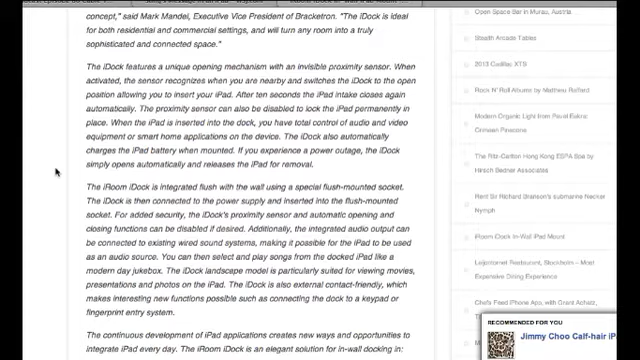 concept," said Mark Mandel, Executive Vice President of Bracketron. "The iDock is ideal
for both residential and commercial settings, and will turn any room into a truly
sophisticated and connected space."
The iDock features a unique opening mechanism with an invisible proximity sensor. When
activated, the sensor recognizes when you are nearby and switches the iDock to the open
position allowing you to insert your iPad. After ten seconds the iPad intake closes again
automatically. The proximity sensor can also be disabled to lock the iPad permanently in
place. When the iPad is inserted into the dock, you have total control of audio and video
equipment or smart home applications on the device. The iDock also automatically
charges the iPad battery when mounted. If you experience a power outage, the iDock
simply opens automatically and releases the iPad for removal.
The iRoom iDock is integrated flush with the wall using a special flush-mounted socket.
The iDock is then connected to the power supply and inserted into the flush-mounted
socket. For added security, the iDock's proximity sensor and automatic opening and
closing functions can be disabled if desired. Additionally, the integrated audio output can
be connected to existing wired sound systems, making it possible for the iPad to be used
as an audio source. You can then select and play songs from the docked iPad like a
modern day jukebox. The iDock landscape model is particularly suited for viewing movies,
presentations and photos on the iPad. The iDock is also external contact-friendly, which
makes interesting new functions possible such as connecting the dock to a keypad or
fingerprint entry system.
The continuous development of iPad applications creates new ways and opportunities to
integrate iPad every day. The iRoom iDock is an elegant solution for in-wall docking in:
Open Space Bar in Murau, Austria
Stealth Arcade Tables
2013 Cadillac XTS
Rock N' Roll Albums by Matthew
Modern Organic Light from Pavel Eekra:
Pinecone
The Ritz-Carlton Hong Kong ESPA Spa by
Hirsch Bedner Associates
Rent Sir Richard Branson's submarine Necker
Nymph
iRoom iDock In-Wall iPad Mount
Restaurant, Stockholm – Most
Expensive Dining Experience
Chefs Feed iPhone App, with Grant Achatz,
RECOMMENDED FOR YOU
Jimmy Choo Calf-hair iP